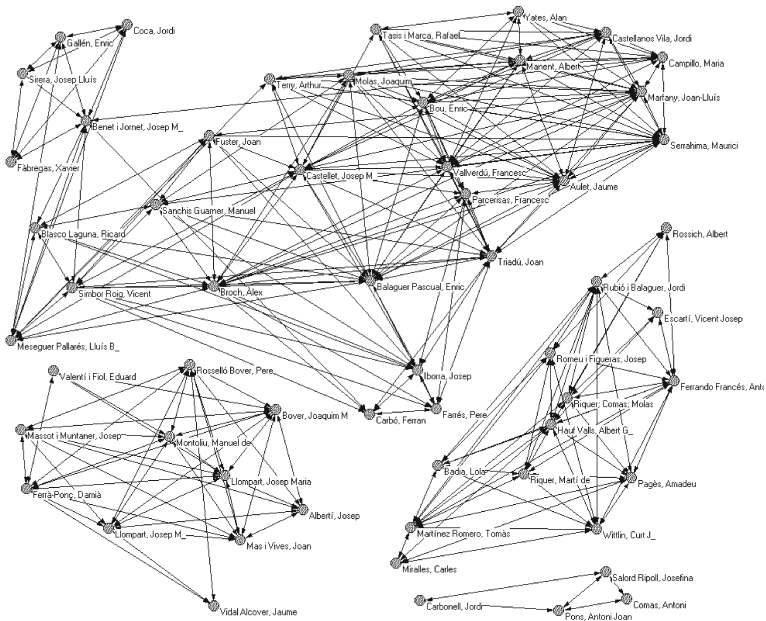 Yates, Alan
Coca, Jordi
Tasis i Marca, Rafael
Castellanos Vila, Jordi
Gallén, Enric
Manent, Albert
Campillo, Maria
Sirera, Josep Lluís
Terry, Arthur
Molas, Joaquim
Marfany, Joan-Lluís
Bou, Enric
Benet i Jornet, Josep M_
Fuster, Joan
Serrahima, Maurici
Fàbregas, Xavier
Castellet, Josep M_
Vallverdú, Francesc
Aulet, Jaume
Parcerisas, Francesc
Sanchis Guarner, Manuel
Blasco Laguna, Ricard
Rossich, Albert
Triadú, Joan
Simbor Roig, Vicent
Broch, Àlex
Balaguer Pascual, Enric
Rubió i Balaguer, Jordi
Escartí, Vicent Josep
Meseguer Pallarés, Lluís B_
Romeu i Figueras, Josep
Valentí i Fiol, Eduard
Rosselló Bover, Pere
Iborra, Josep
Ferrando Francés, Antc
Riquer; Comas; Molas
Bover, Joaquim M
Carbó, Ferran
Farrés, Pere
Massot i Muntaner, Josep
Montoliu, Manuel de
Hauf Valls, Albert G_
Badia, Lola
Llompart, Josep Maria
Riquer, Martí de
Pagès, Amadeu
Ferrà-Ponç, Damià
Albertí, Josep
Llompart, Josep M_
Mas i Vives, Joan
Martínez Romero, Tomàs
Wittlin, Curt J_
Miralles, Carles
Salord Ripoll, Josefina
Vidal Alcover, Jaume
Carbonell, Jordi
Comas, Antoni
Pons, Antoni Joan